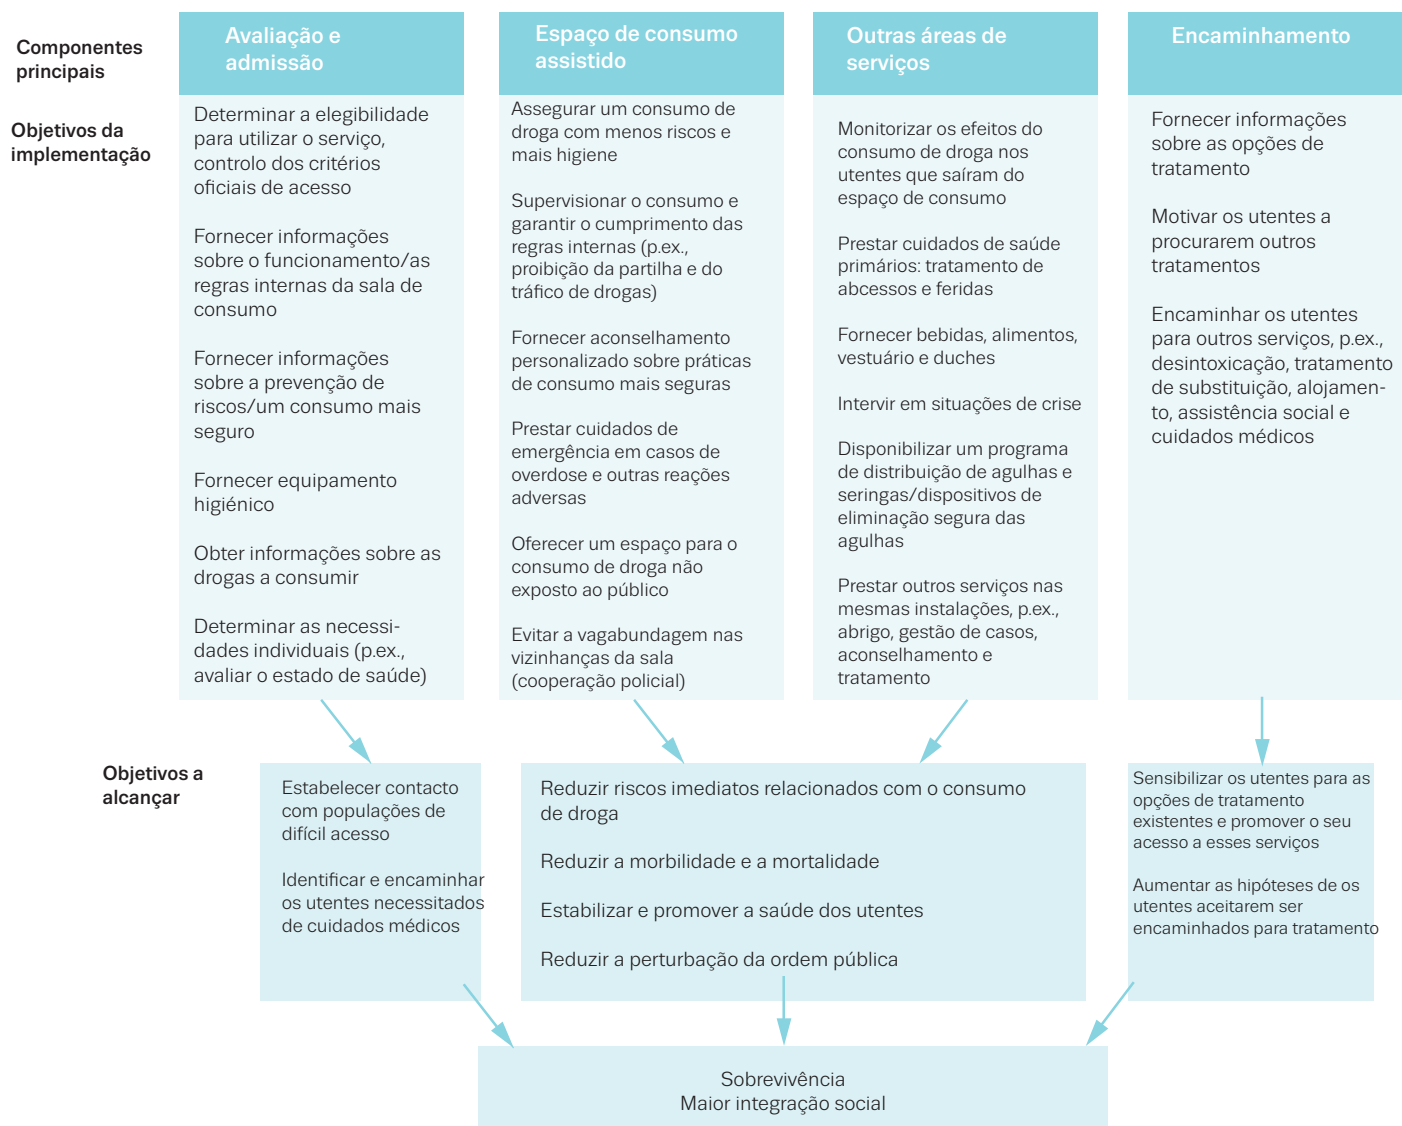 Componentes
principais
Avaliação e
admissão
Espaço de consumo
assistido
Outras áreas de
serviços
Encaminhamento
Objetivos da
implementação
Determinar a elegibilidade
para utilizar o serviço,
controlo dos critérios
oficiais de acesso
Fornecer informações
sobre o funcionamento/as
regras internas da sala de
consumo
Fornecer informações
sobre a prevenção de
riscos/um consumo mais
seguro
Fornecer equipamento
higiénico
Obter informações sobre as
drogas a consumir
Determinar as necessi-
dades individuais (p.ex.,
avaliar o estado de saúde)
Assegurar um consumo de
droga com menos riscos e
mais higiene
Supervisionar o consumo e
garantir o cumprimento das
regras internas (p.ex.,
proibição da partilha e do
tráfico de drogas)
Fornecer aconselhamento
personalizado sobre práticas
de consumo mais seguras
Prestar cuidados de
emergência em casos de
overdose e outras reações
adversas
Oferecer um espaço para o
consumo de droga não
exposto ao público
Evitar a vagabundagem nas
vizinhanças da sala
(cooperação policial)
Monitorizar os efeitos do
consumo de droga nos
utentes que saíram do
espaço de consumo
Prestar cuidados de saúde
primários: tratamento de
abcessos e feridas
Fornecer bebidas, alimentos,
vestuário e duches
Intervir em situações de crise
Disponibilizar um programa
de distribuição de agulhas e
seringas/dispositivos de
eliminação segura das
agulhas
Prestar outros serviços nas
mesmas instalações, p.ex.,
abrigo, gestão de casos,
aconselhamento e
tratamento
Fornecer informações
sobre as opções de
tratamento
Motivar os utentes a
procurarem outros
tratamentos
Encaminhar os utentes
para outros serviços, p.ex.,
desintoxicação, tratamento
de substituição, alojamen-
to, assistência social e
cuidados médicos
Objetivos a
alcançar
Estabelecer contacto
com populações de
difícil acesso
Identificar e encaminhar
os utentes necessitados
de cuidados médicos
Reduzir riscos imediatos relacionados com o consumo
de droga
Reduzir a morbilidade e a mortalidade
Estabilizar e promover a saúde dos utentes
Reduzir a perturbação da ordem pública
Sensibilizar os utentes para as
opções de tratamento
existentes e promover o seu
acesso a esses serviços
Aumentar as hipóteses de os
utentes aceitarem ser
encaminhados para tratamento
Sobrevivência
Maior integração social